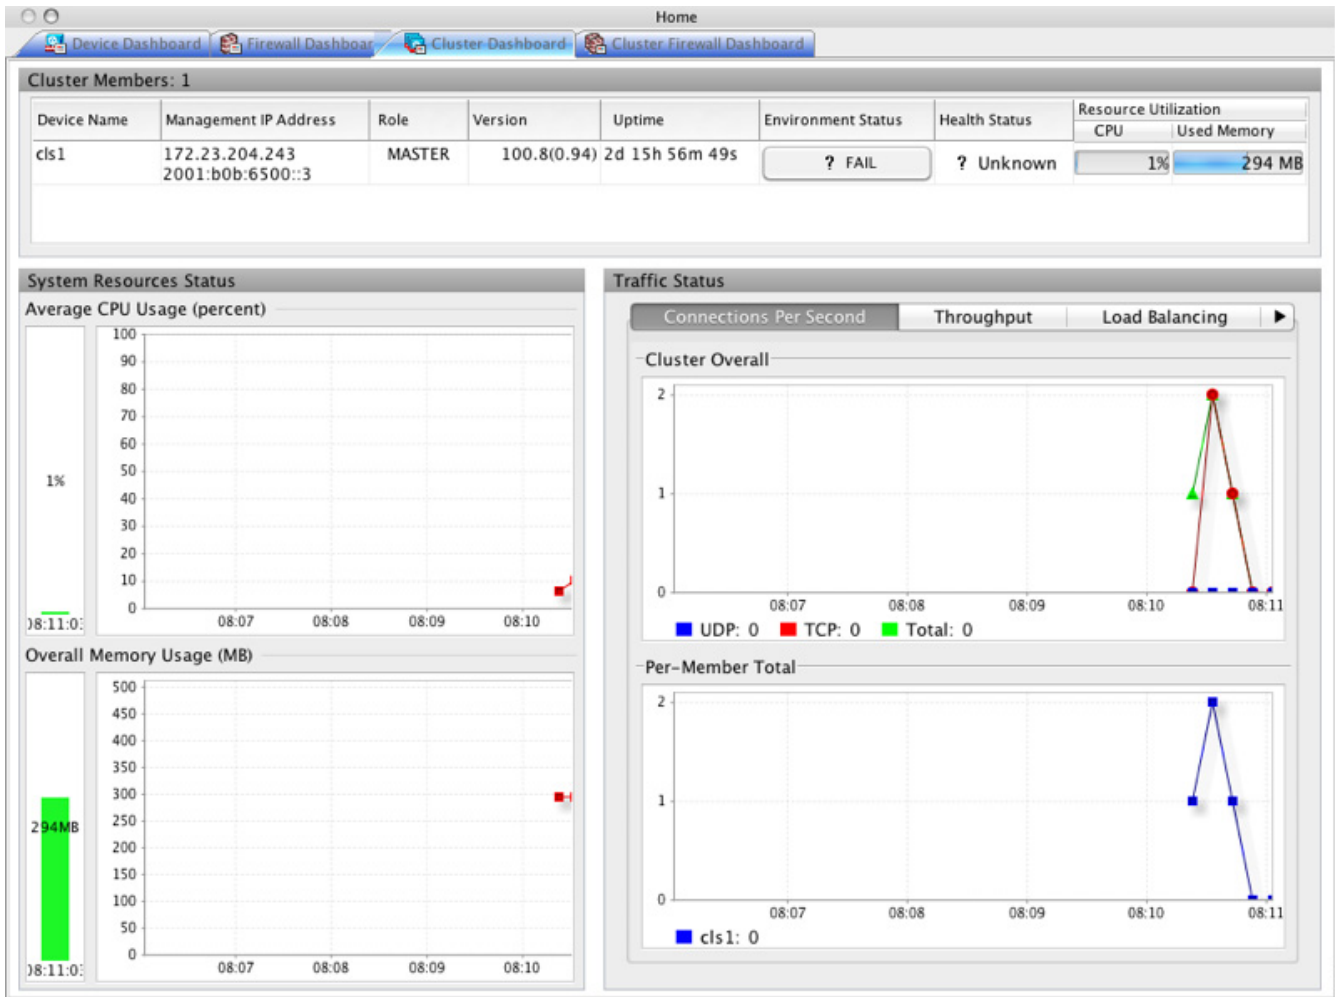 Home
Device Dashboard Firewall Dashboar Cluster Dashboard Cluster Firewall Dashboard
Cluster Members: 1
Device Name Management IP Address Role Version Uptime Environment Status Health Status Resource Utilization
CPU Used Memory
cls1 172.23.204.243 MASTER 100.8(0.94) 2d 15h 56m 49s ? FAIL ? Unknown 1% 294 MB
2001:b0b:6500::3
System Resources Status
Average CPU Usage (percent)
100
90
80
70
60
50
40
30
20
10
0
1%
08:11:0
08:07 08:08 08:09 08:10
Overall Memory Usage (MB)
500
450
400
350
300
250
200
150
100
50
0
294MB
08:11:0
08:07 08:08 08:09 08:10
Traffic Status
Connections Per Second Throughput Load Balancing
Cluster Overall
2
1
0
08:07 08:08 08:09 08:10 08:11
UDP: 0 TCP: 0 Total: 0
Per-Member Total
2
1
0
08:07 08:08 08:09 08:10 08:11
cls1: 0